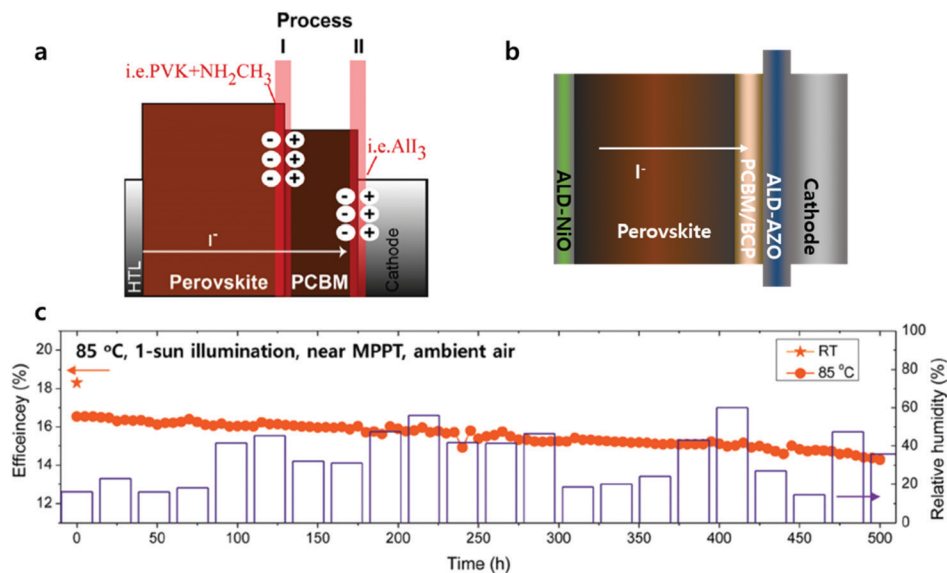 Process
a
I II
i.e.PVK+NH2CH3
i.e.AlI3
- +
- +
- +
- +
- +
- +
I-
HTL
Perovskite
PCBM
Cathode
b
ALD-NiO
I-
Perovskite
PCBM/BCP
ALD-AZO
Cathode
c
85 °C, 1-sun illumination, near MPPT, ambient air
RT
85 °C
Efficeincey (%)
20
18
16
14
12
Relative humidity (%)
100
80
60
40
20
0
0 50 100 150 200 250 300 350 400 450 500
Time (h)